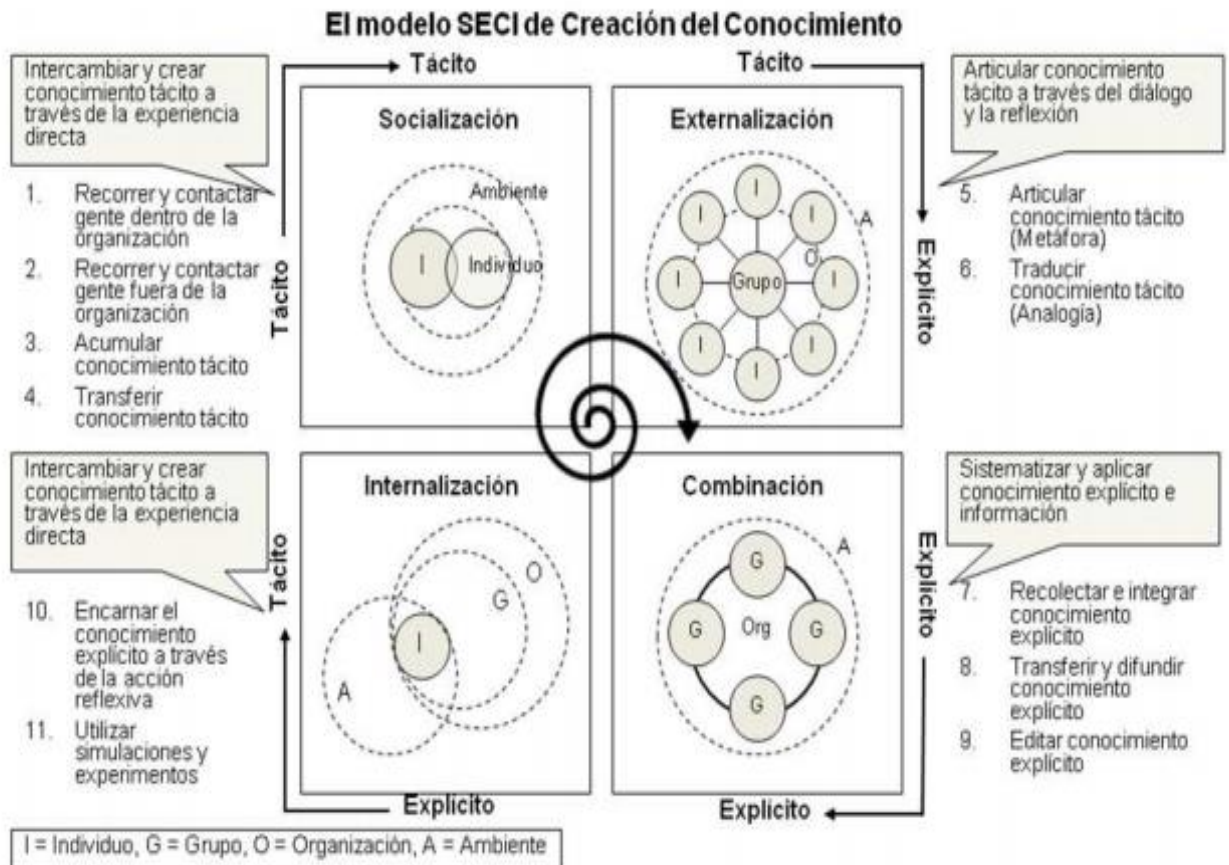 El modelo SECI de Creación del Conocimiento
Tácito
Tácito
Intercambiar y crear
conocimiento tácito a
través de la experiencia
directa
1. Recorrer y contactar
gente dentro de la
organización
2. Recorrer y contactar
gente fuera de la
organización
3. Acumular
conocimiento tácito
4. Transferir
conocimiento tácito
Tácito
Socialización
Ambiente
I
Individuo
Externalización
I
I
I
A
O
I
Grupo
I
I
I
I
Explícito
Articular conocimiento
tácito a través del diálogo
y la reflexión
5. Articular
conocimiento tácito
(Metáfora)
6. Traducir
conocimiento tácito
(Analogía)
Intercambiar y crear
conocimiento tácito a
través de la experiencia
directa
10. Encarnar el
conocimiento
explícito a través
de la acción
reflexiva
11. Utilizar
simulaciones y
experimentos
Tácito
Internalización
O
G
I
A
Explícito
Combinación
A
G
G
Org
G
G
Explícito
Explícito
Sistematizar y aplicar
conocimiento explícito e
información
7. Recolectar e integrar
conocimiento
explícito
8. Transferir y difundir
conocimiento
explícito
9. Editar conocimiento
explícito
I = Individuo, G = Grupo, O = Organización, A = Ambiente